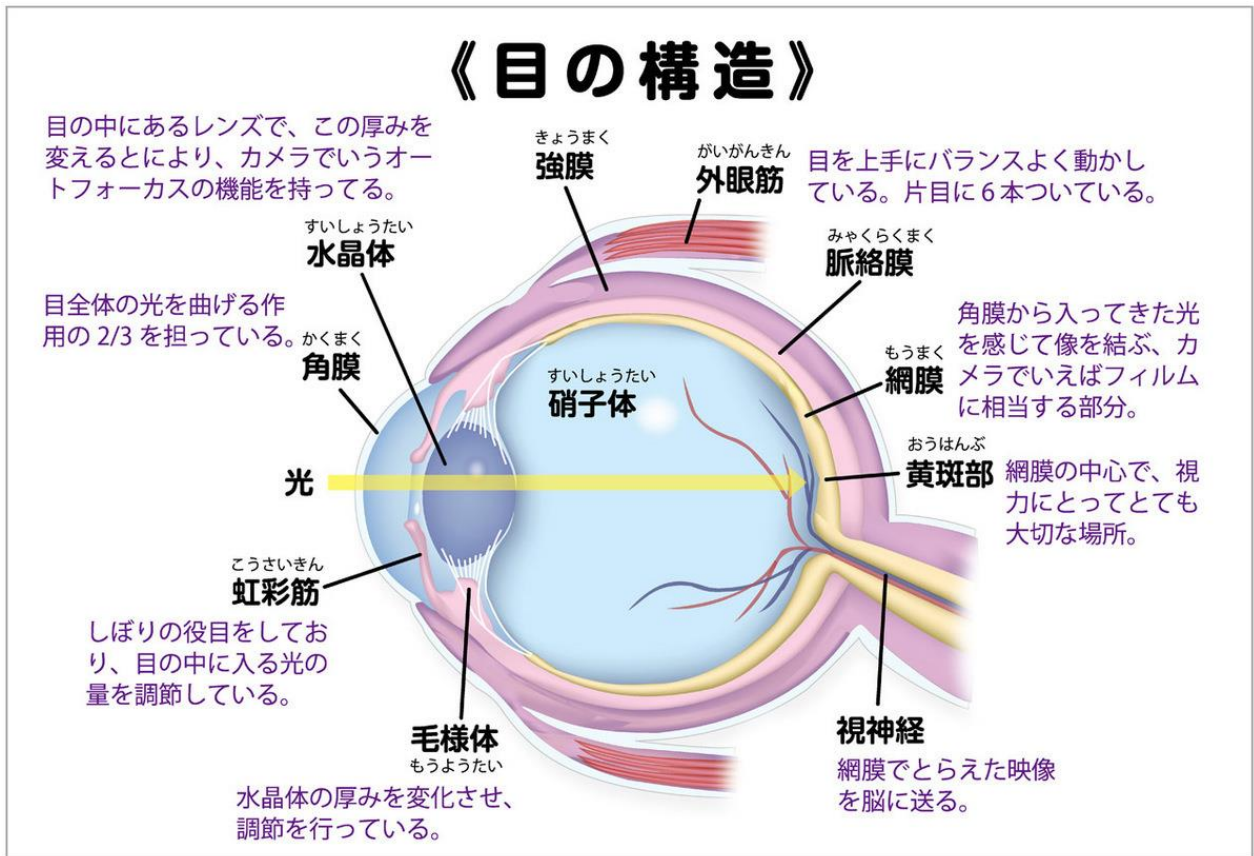 《目の構造》
目の中にあるレンズで、この厚みを
変えるとにより、カメラでいうオー
トフォーカスの機能を持ってる。
すいしょうたい
水晶体
きょうまく
強膜
がいがんきん
外眼筋
目を上手にバランスよく動かし
ている。片目に6本ついている。
みゃくらくまく
脈絡膜
目全体の光を曲げる作
用の 2/3 を担っている。
かくまく
角膜
すいしょうたい
硝子体
もうまく
網膜
角膜から入ってきた光
を感じて像を結ぶ、カ
メラでいえばフィルム
に相当する部分。
光
おうはんぶ
黄斑部
網膜の中心で、視
力にとってとても
大切な場所。
こうさいきん
虹彩筋
しぼりの役目をしてお
り、目の中に入る光の
量を調節している。
毛様体
もうようたい
水晶体の厚みを変化させ、
調節を行っている。
視神経
網膜でとらえた映像
を脳に送る。